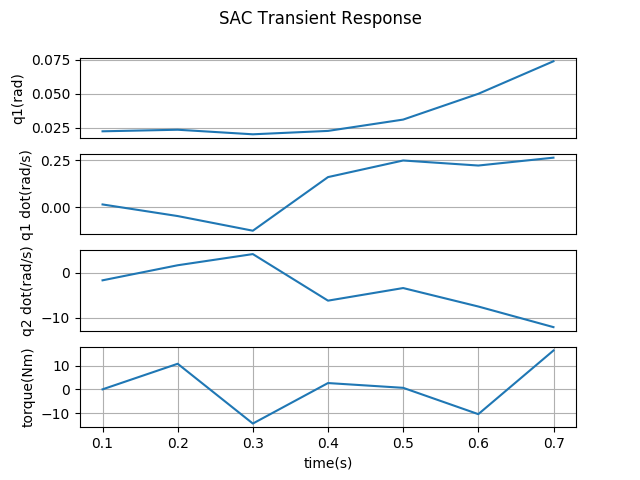 SAC Transient Response
q1(rad)
0.075
0.050
0.025
q1 dot(rad/s)
0.25
0.00
q2 dot(rad/s)
0
−10
torque(Nm)
10
0
−10
0.1 0.2 0.3 0.4 0.5 0.6 0.7
time(s)